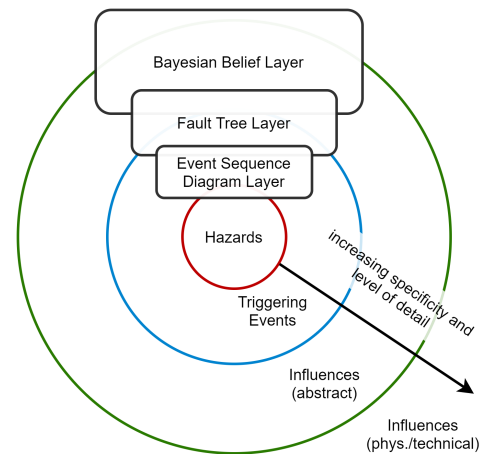 Bayesian Belief Layer
Fault Tree Layer
Event Sequence
Diagram Layer
Hazards
increasing specificity and
level of detail
Triggering
Events
Influences
(abstract)
Influences
(phys./technical)